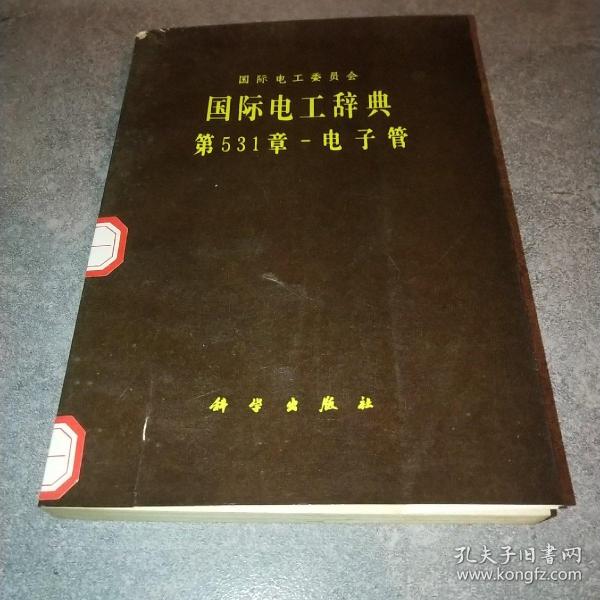 国际电工委员会
国际电工辞典
第531章-电子管
科学出版社
孔夫子旧书网
www.kongfz.com